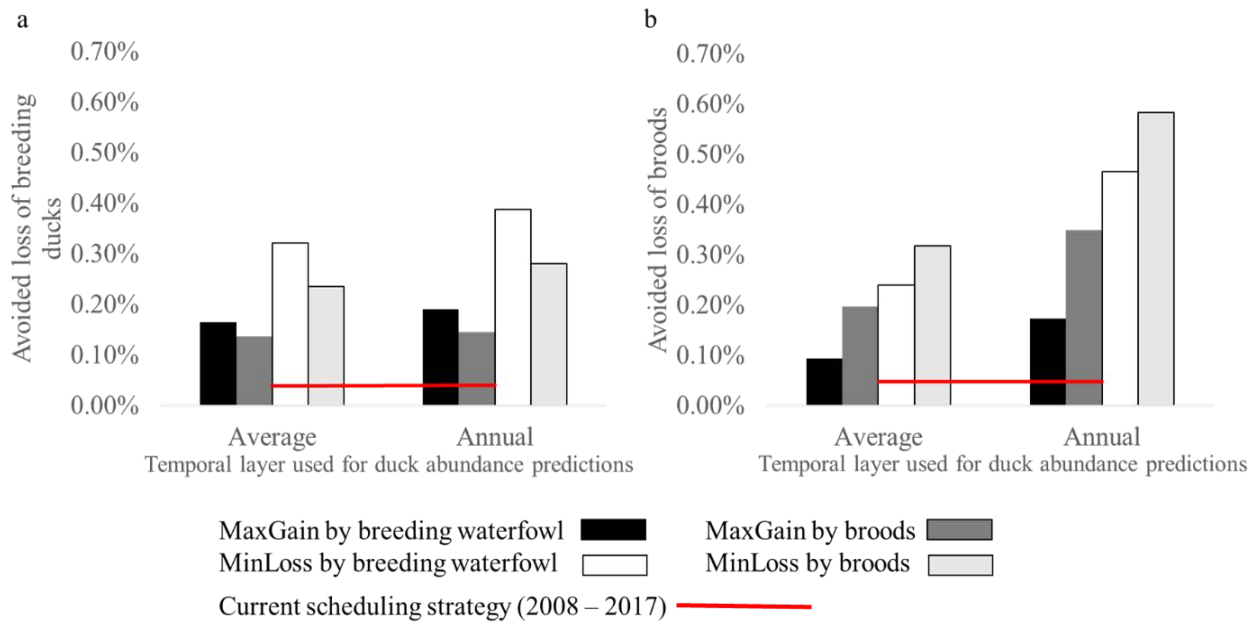 a
0.70%
0.60%
0.50%
0.40%
0.30%
0.20%
0.10%
0.00%
Avoided loss of breeding
ducks
Average
Annual
Temporal layer used for duck abundance predictions
b
0.70%
0.60%
0.50%
0.40%
0.30%
0.20%
0.10%
0.00%
Avoided loss of broods
Average
Annual
Temporal layer used for duck abundance predictions
MaxGain by breeding waterfowl
MaxGain by broods
MinLoss by breeding waterfowl
MinLoss by broods
Current scheduling strategy (2008 – 2017)